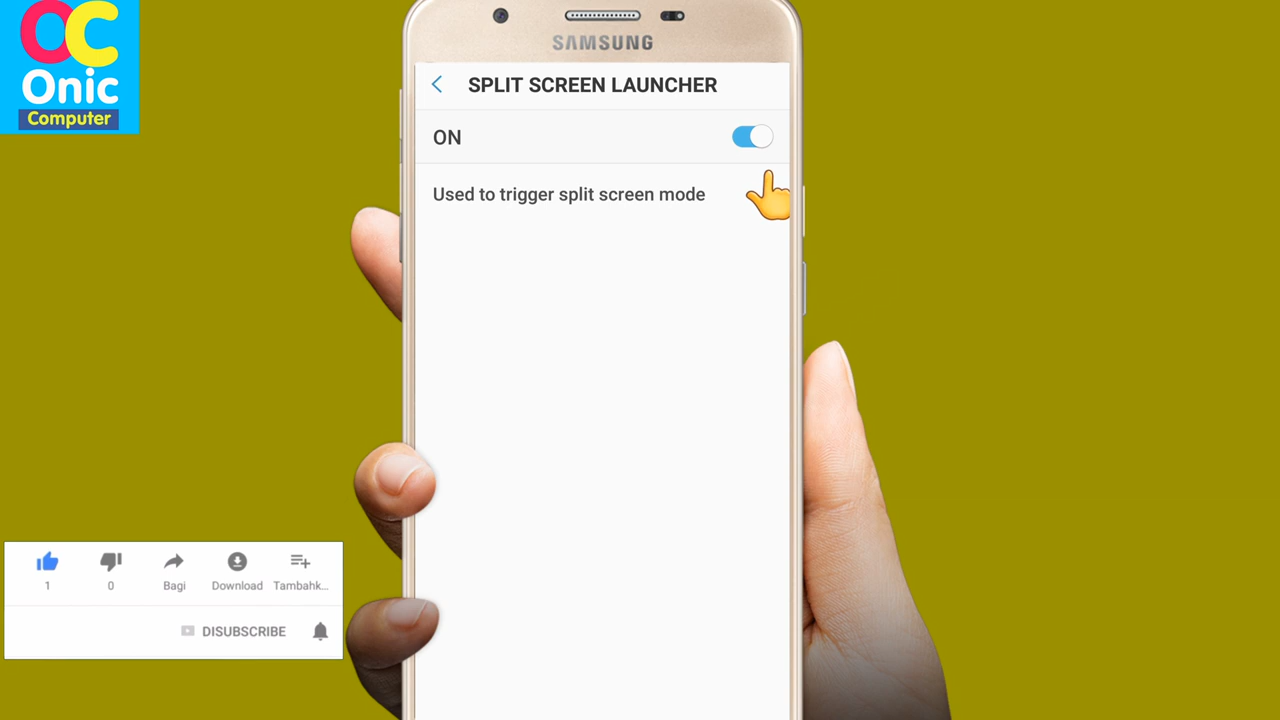 OC
Onic
Computer
SAMSUNG
SPLIT SCREEN LAUNCHER
ON
Used to trigger split screen mode
1
0
Bagi
Download
Tambahk...
DISUBSCRIBE